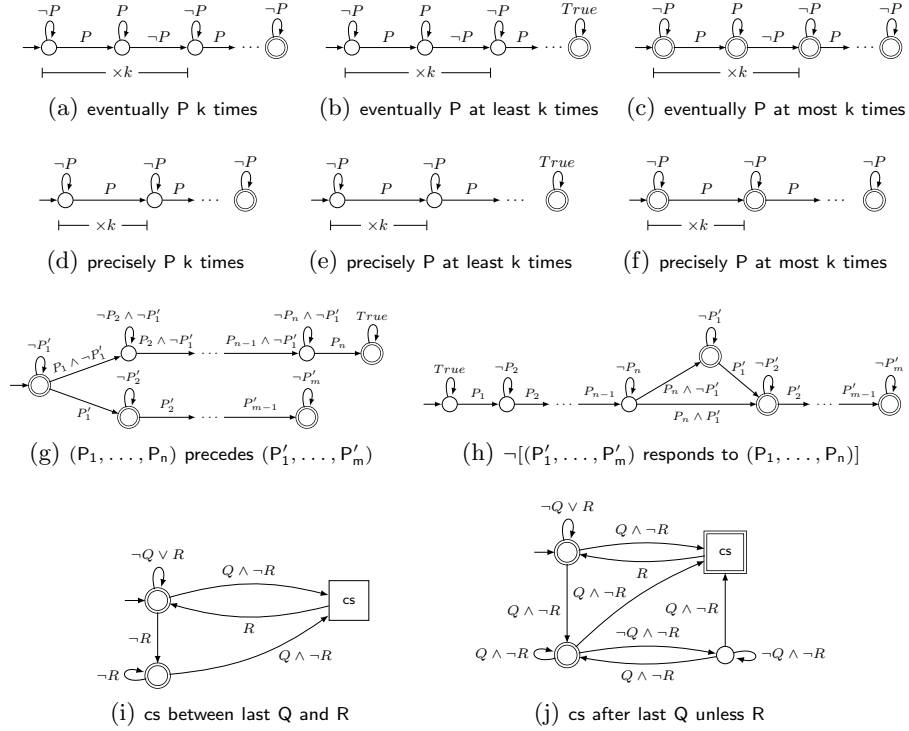 ¬P P ¬P ¬P ¬P P ¬P True ¬P P ¬P ¬P
P ¬P P ··· P ¬P P ··· P ¬P P ···
×k ×k ×k
(a) eventually P k times (b) eventually P at least k times (c) eventually P at most k times
¬P ¬P ¬P ¬P ¬P True ¬P ¬P ¬P
P P ··· P P ··· P P ···
×k ×k ×k
(d) precisely P k times (e) precisely P at least k times (f) precisely P at most k times
¬P₂ ∧ ¬P′₁ ¬Pₙ ∧ ¬P′₁ True
¬P′₁ P₁ ∧ ¬P′₁ P₂ ∧ ¬P′₁ ··· Pₙ₋₁ ∧ ¬P′₁ Pₙ
¬P′₂ ¬P′ₘ
P′₁ P′₂ ··· P′ₘ₋₁
¬P′₁
True ¬P₂ ¬Pₙ P′₁ ¬P′₂ ¬P′ₘ
Pₙ ∧ ¬P′₁
P₁ P₂ ··· Pₙ₋₁ Pₙ ∧ P′₁ P′₂ ··· P′ₘ₋₁
(g) (P₁, . . . , Pₙ) precedes (P′₁, . . . , P′ₘ) (h) ¬[(P′₁, . . . , P′ₘ) responds to (P₁, . . . , Pₙ)]
¬Q ∨ R
Q ∧ ¬R
cs
R
¬R
¬R Q ∧ ¬R
¬Q ∨ R
Q ∧ ¬R
cs
R
Q ∧ ¬R Q ∧ ¬R Q ∧ ¬R
¬Q ∧ ¬R
Q ∧ ¬R ¬Q ∧ ¬R
Q ∧ ¬R
(i) cs between last Q and R (j) cs after last Q unless R